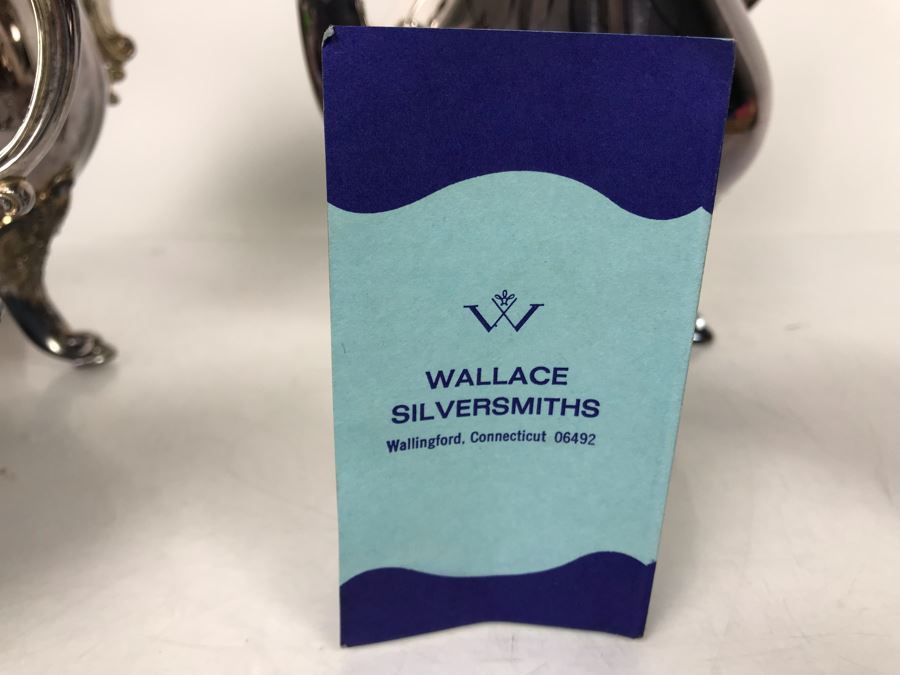 W
WALLACE
SILVERSMITHS
Wallingford, Connecticut 06492